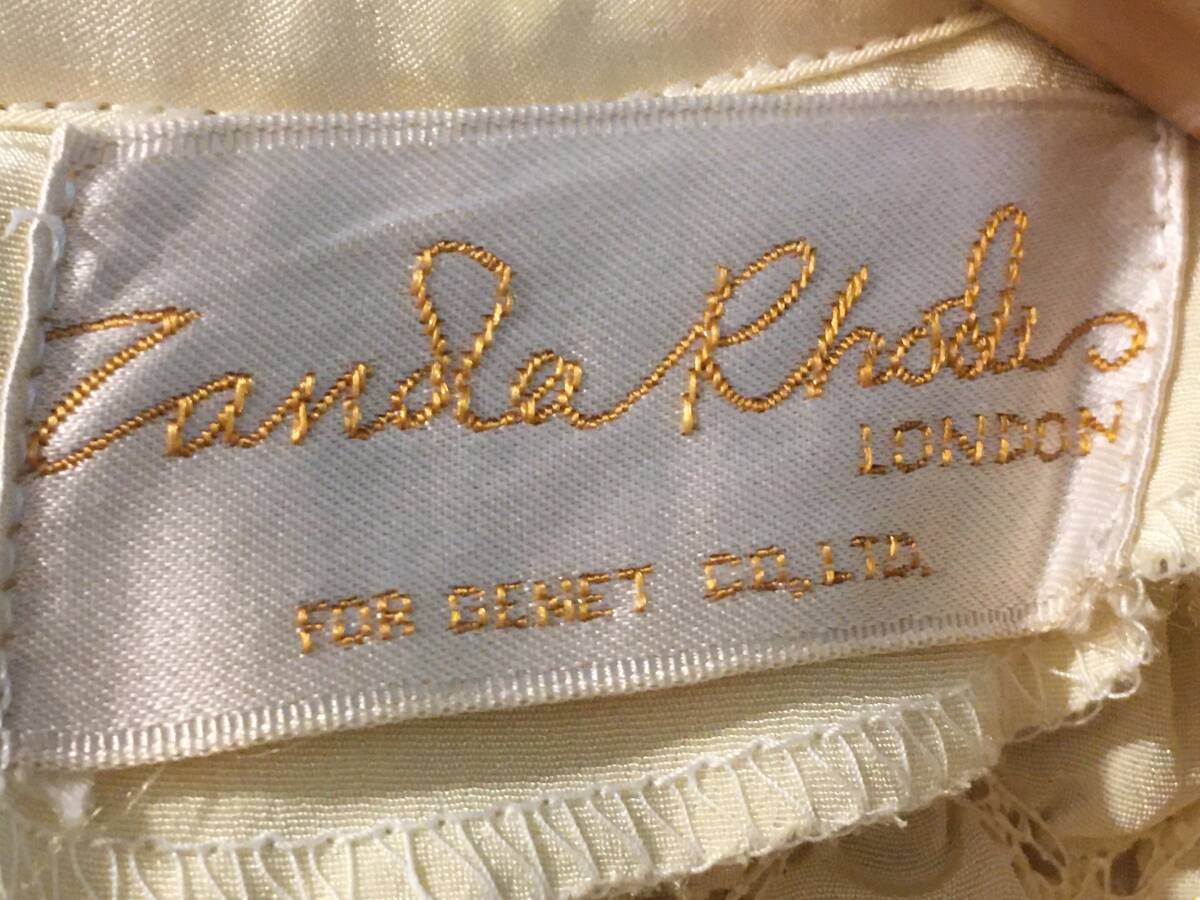 Zandra Rhodes
LONDON
FOR GENET CO.,LTD.